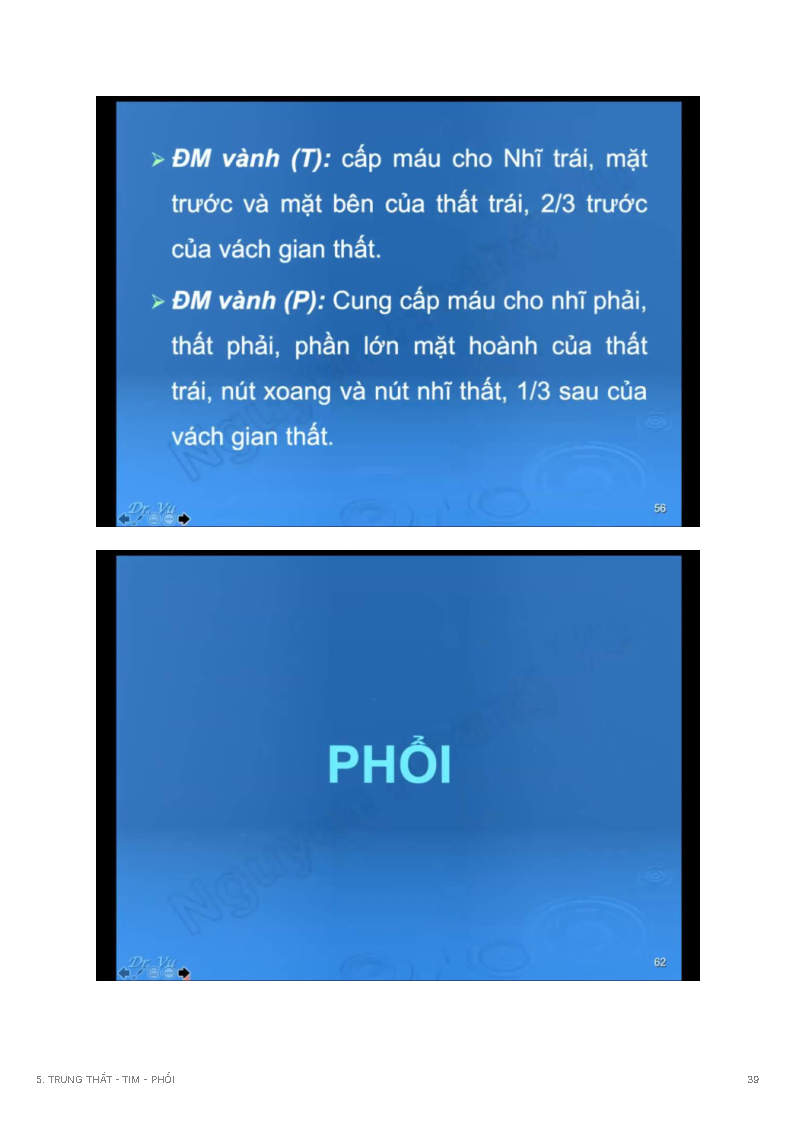 ➢ ĐM vành (T): cấp máu cho Nhĩ trái, mặt
trước và mặt bên của thất trái, 2/3 trước
của vách gian thất.
➢ ĐM vành (P): Cung cấp máu cho nhĩ phải,
thất phải, phần lớn mặt hoành của thất
trái, nút xoang và nút nhĩ thất, 1/3 sau của
vách gian thất.
Dr. Vu
56
PHỔI
Dr. Vu
62
5. TRUNG THẤT - TIM - PHỔI
39